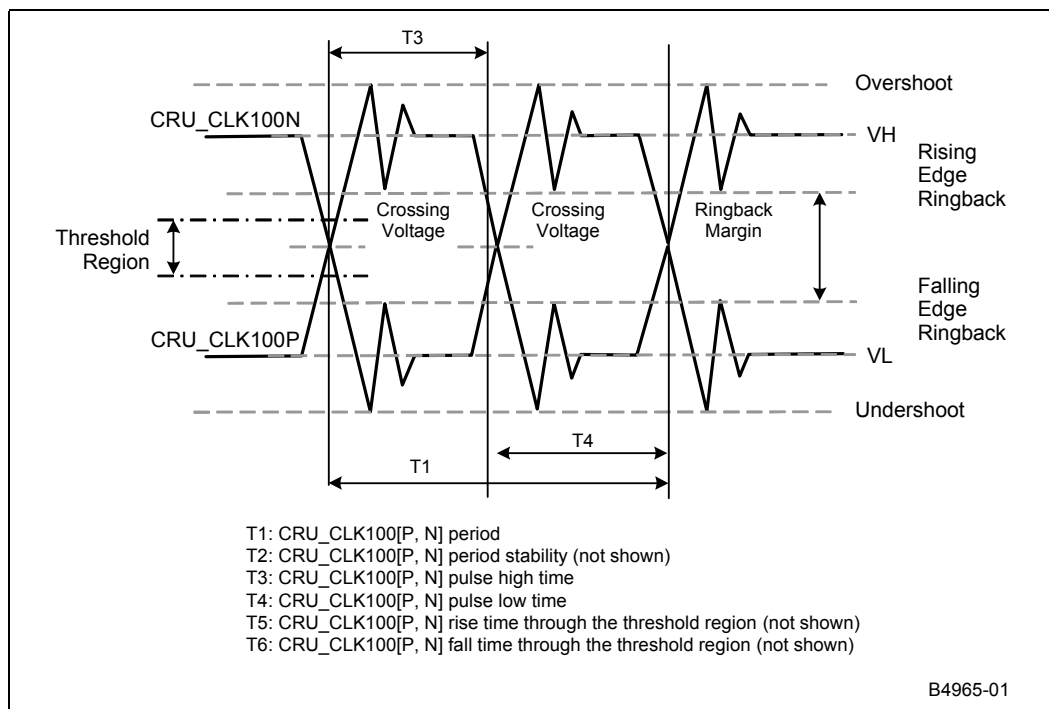 T3
Overshoot
CRU_CLK100N
VH
Rising
Edge
Ringback
Crossing
Voltage
Crossing
Voltage
Ringback
Margin
Threshold
Region
Falling
Edge
Ringback
CRU_CLK100P
VL
Undershoot
T4
T1
T1: CRU_CLK100[P, N] period
T2: CRU_CLK100[P, N] period stability (not shown)
T3: CRU_CLK100[P, N] pulse high time
T4: CRU_CLK100[P, N] pulse low time
T5: CRU_CLK100[P, N] rise time through the threshold region (not shown)
T6: CRU_CLK100[P, N] fall time through the threshold region (not shown)
B4965-01